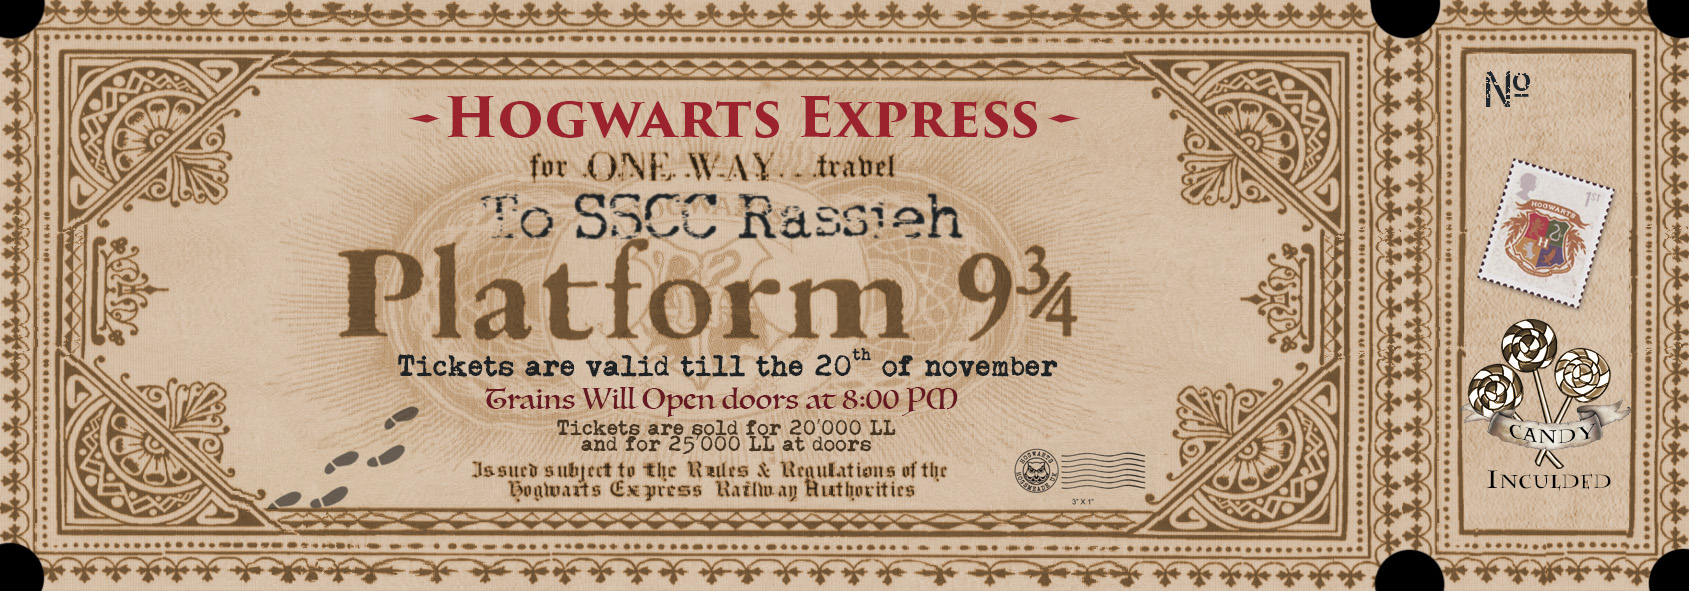 -Hogwarts Express-
for ONE WAY travel
To SSCC Rassieh
Platform 9¾
Tickets are valid till the 20th of november
Trains Will Open doors at 8:00 PM
Tickets are sold for 20'000 LL
and for 25'000 LL at doors
Issued subject to the Rules & Regulations of the
Hogwarts Express Railway Authorities
HOGWARTS
HOGSMEADE
3" X 1"
Nº
1ST
HOGWARTS
H
CANDY
Inculded